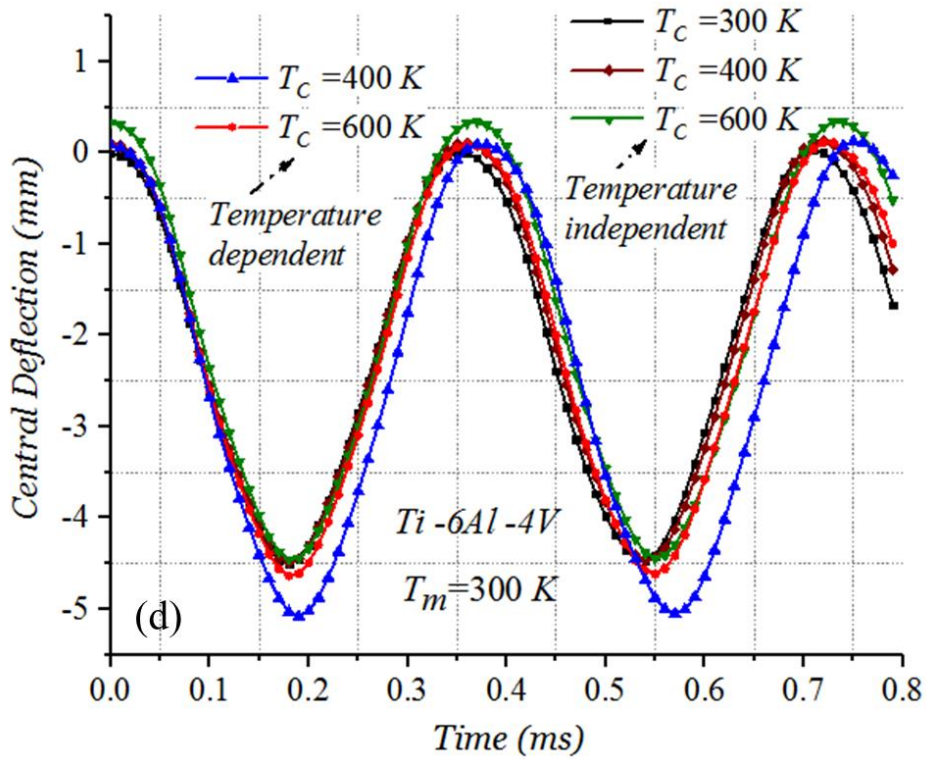 T_C =300 K
T_C =400 K
T_C =400 K
T_C =600 K
T_C =600 K
Temperature
dependent
Temperature
independent
Ti -6Al -4V
T_m=300 K
(d)
Central Deflection (mm)
1
0
-1
-2
-3
-4
-5
0.0 0.1 0.2 0.3 0.4 0.5 0.6 0.7 0.8
Time (ms)